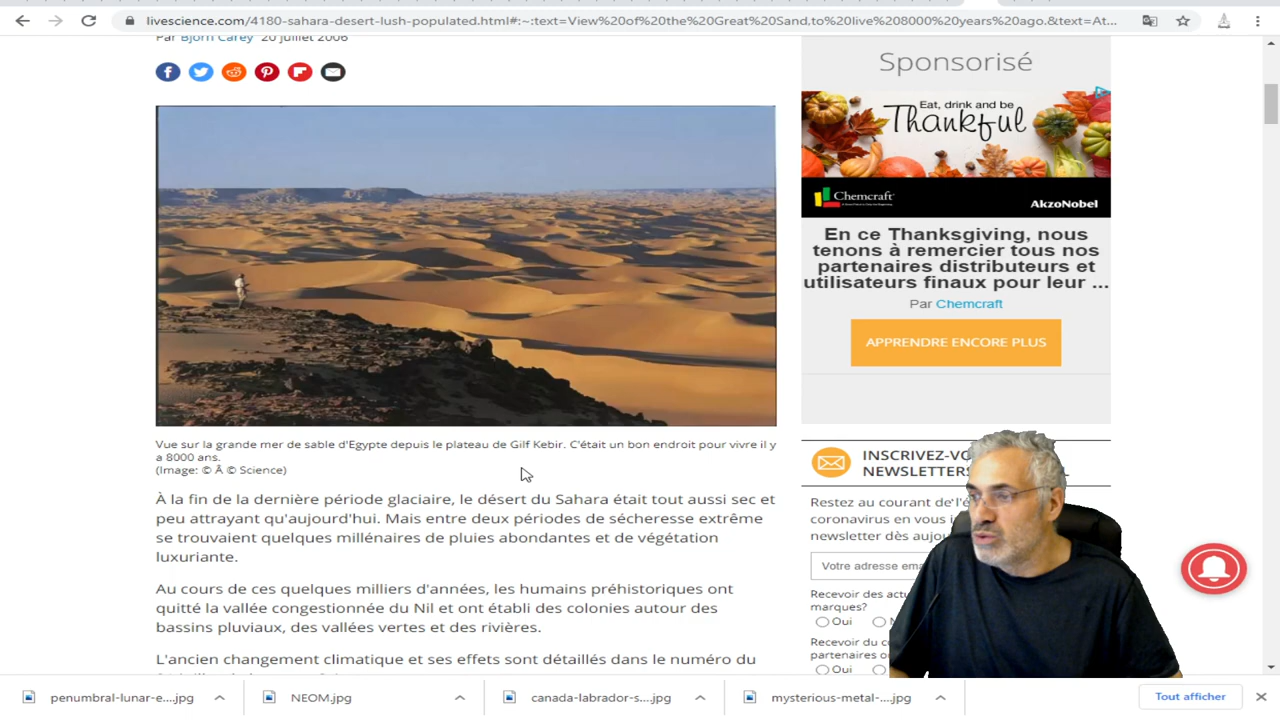 livescience.com/4180-sahara-desert-lush-populated.html#:~:text=View%20of%20the%20Great%20Sand,to%20live%208000%20years%20ago.&text=At...
Par Bjorn Carey 20 juillet 2006
Vue sur la grande mer de sable d'Egypte depuis le plateau de Gilf Kebir. C'était un bon endroit pour vivre il y
a 8000 ans.
(Image: © Â © Science)
À la fin de la dernière période glaciaire, le désert du Sahara était tout aussi sec et
peu attrayant qu'aujourd'hui. Mais entre deux périodes de sécheresse extrême
se trouvaient quelques millénaires de pluies abondantes et de végétation
luxuriante.
Au cours de ces quelques milliers d'années, les humains préhistoriques ont
quitté la vallée congestionnée du Nil et ont établi des colonies autour des
bassins pluviaux, des vallées vertes et des rivières.
L'ancien changement climatique et ses effets sont détaillés dans le numéro du
Sponsorisé
Eat, drink and be
Thankful
Chemcraft
AkzoNobel
En ce Thanksgiving, nous
tenons à remercier tous nos
partenaires distributeurs et
utilisateurs finaux pour leur ...
Par Chemcraft
APPRENDRE ENCORE PLUS
INSCRIVEZ-VO
NEWSLETTERS
Restez au courant de l'é
coronavirus en vous i
newsletter dès aujou
Votre adresse ema
Recevoir des actu
marques?
Oui
Recevoir du co
partenaires o
Oui
penumbral-lunar-e....jpg
NEOM.jpg
canada-labrador-s....jpg
mysterious-metal-....jpg
Tout afficher